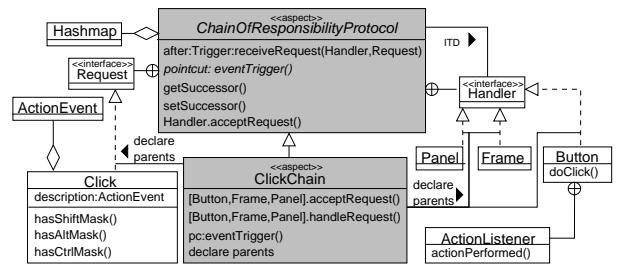 <<aspect>>
ChainOfResponsibilityProtocol
Hashmap
after:Trigger:receiveRequest(Handler,Request)
pointcut: eventTrigger()
getSuccessor()
setSuccessor()
Handler.acceptRequest()
ITD
<<interface>>
Request
<<interface>>
Handler
ActionEvent
declare
parents
Panel
Frame
Button
doClick()
Click
description:ActionEvent
hasShiftMask()
hasAltMask()
hasCtrlMask()
<<aspect>>
ClickChain
[Button,Frame,Panel].acceptRequest()
[Button,Frame,Panel].handleRequest()
pc:eventTrigger()
declare parents
declare
parents
ActionListener
actionPerformed()